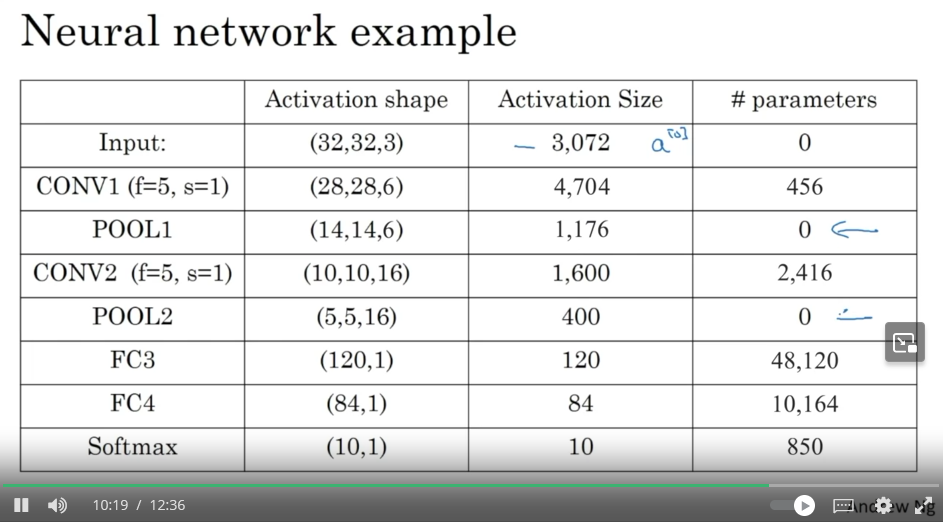 Neural network example
Activation shape Activation Size # parameters
Input: (32,32,3) – 3,072 a[0] 0
CONV1 (f=5, s=1) (28,28,6) 4,704 456
POOL1 (14,14,6) 1,176 0 ←
CONV2 (f=5, s=1) (10,10,16) 1,600 2,416
POOL2 (5,5,16) 400 0
FC3 (120,1) 120 48,120
FC4 (84,1) 84 10,164
Softmax (10,1) 10 850
10:19 / 12:36
Andrew Ng